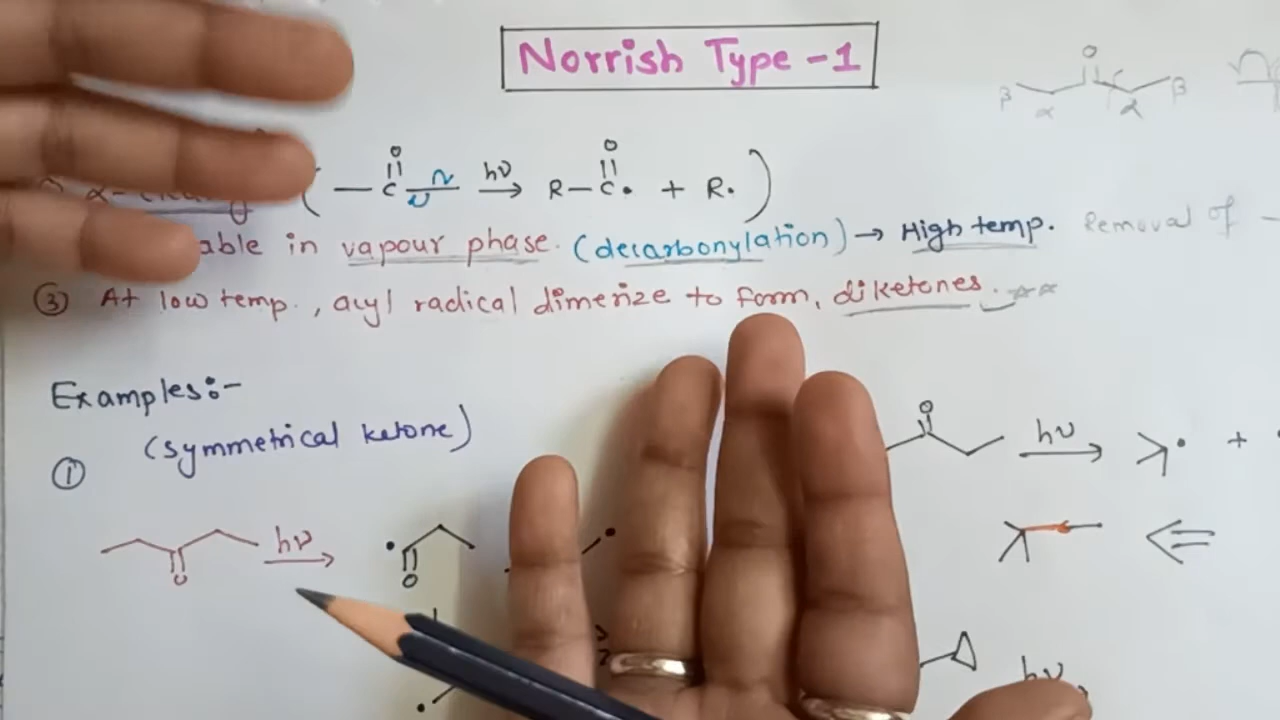 Norrish Type -1
O
β α α β
O O
— C hν → R — C• + R• )
able in vapour phase. (decarbonylation) → High temp. Removal of -
③ At low temp., acyl radical dimerize to form, diketones.
Examples:-
(symmetrical ketone)
①
O hν → • +
hν → • O
O
hν